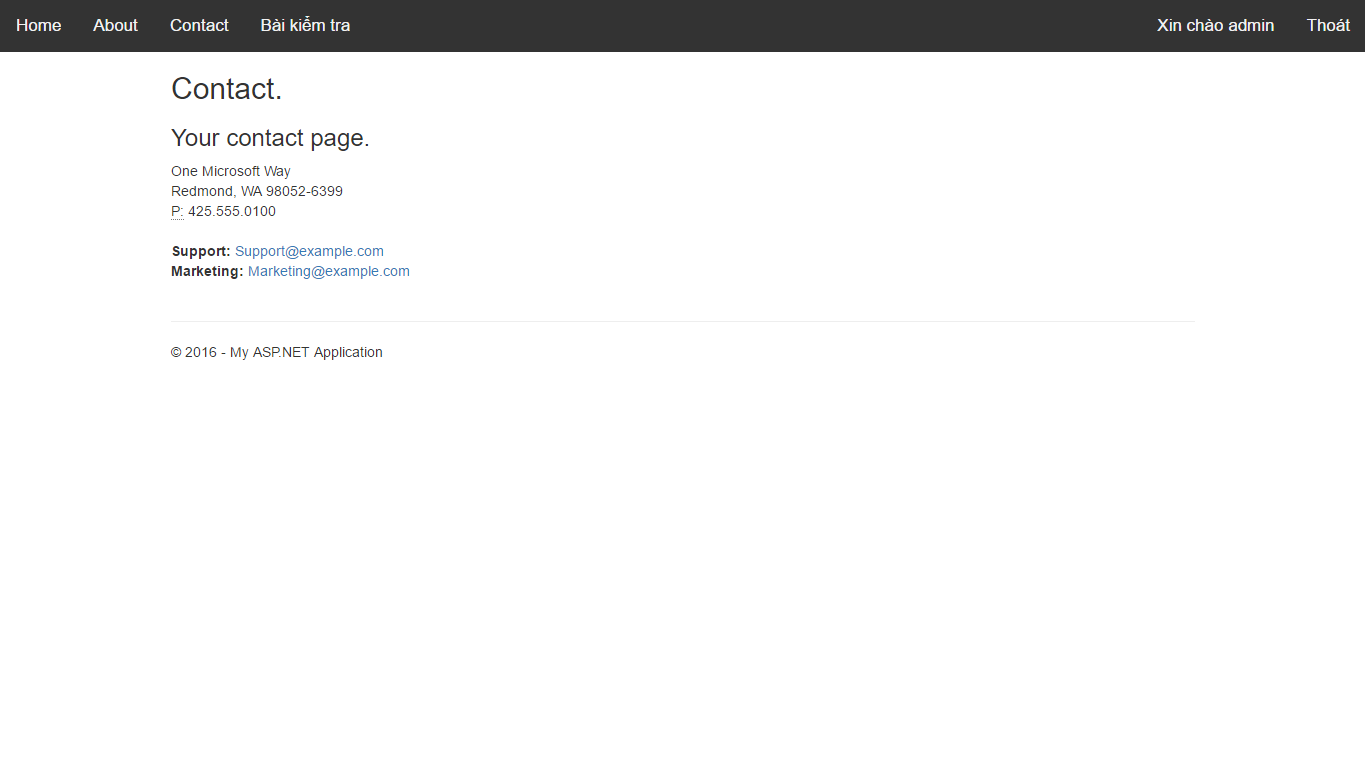 Home About Contact Bài kiểm tra Xin chào admin Thoát
Contact.
Your contact page.
One Microsoft Way
Redmond, WA 98052-6399
P: 425.555.0100
Support: Support@example.com
Marketing: Marketing@example.com
© 2016 - My ASP.NET Application